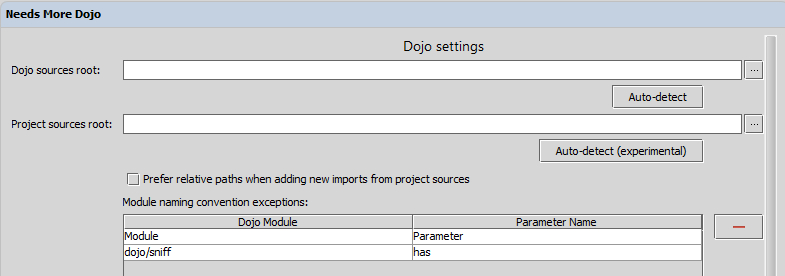 Needs More Dojo
Dojo settings
Dojo sources root:
...
Auto-detect
Project sources root:
...
Auto-detect (experimental)
Prefer relative paths when adding new imports from project sources
Module naming convention exceptions:
Dojo Module Parameter Name
Module Parameter
dojo/sniff has